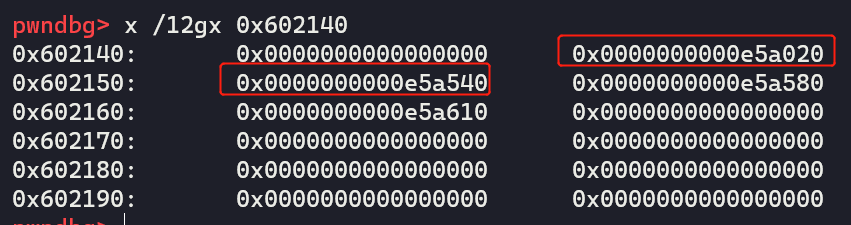 pwndbg> x /12gx 0x602140
0x602140: 0x0000000000000000 0x0000000000e5a020
0x602150: 0x0000000000e5a540 0x0000000000e5a580
0x602160: 0x0000000000e5a610 0x0000000000000000
0x602170: 0x0000000000000000 0x0000000000000000
0x602180: 0x0000000000000000 0x0000000000000000
0x602190: 0x0000000000000000 0x0000000000000000
pwndbg>